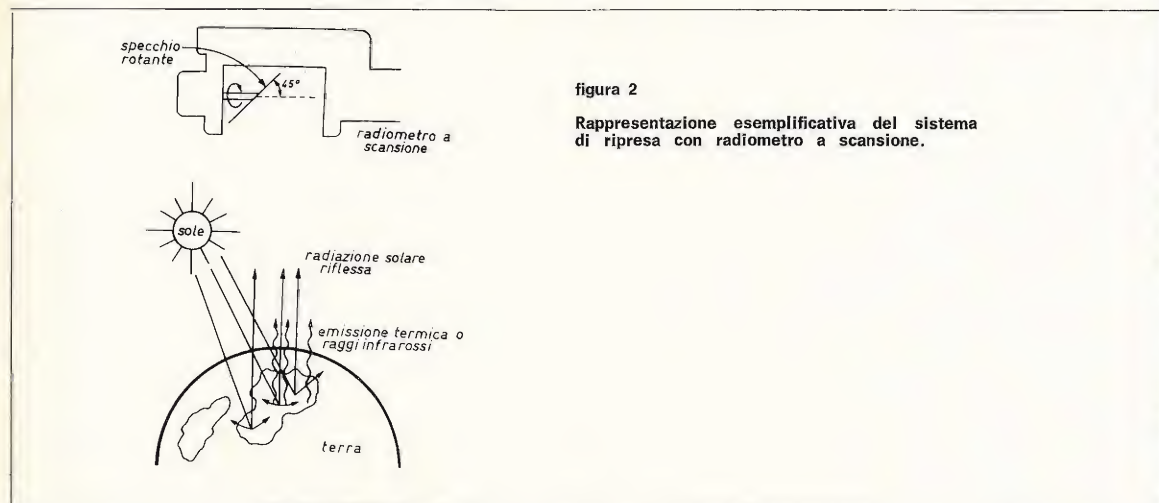 specchio
rotante
45°
radiometro a
scansione
figura 2
Rappresentazione esemplificativa del sistema
di ripresa con radiometro a scansione.
sole
radiazione solare
riflessa
emissione termica o
raggi infrarossi
terra